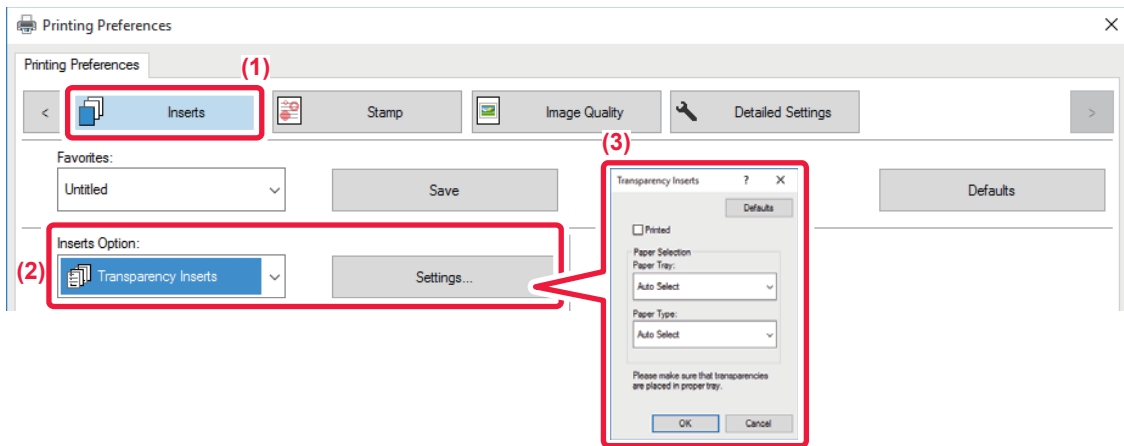 Printing Preferences
Printing Preferences
(1)
< Inserts Stamp Image Quality Detailed Settings >
Favorites:
Untitled Save Defaults
(2)
Inserts Option:
Transparency Inserts Settings...
(3)
Transparency Inserts ? X
Defaults
Printed
Paper Selection
Paper Tray:
Auto Select
Paper Type:
Auto Select
Please make sure that transparencies
are placed in proper tray.
OK Cancel